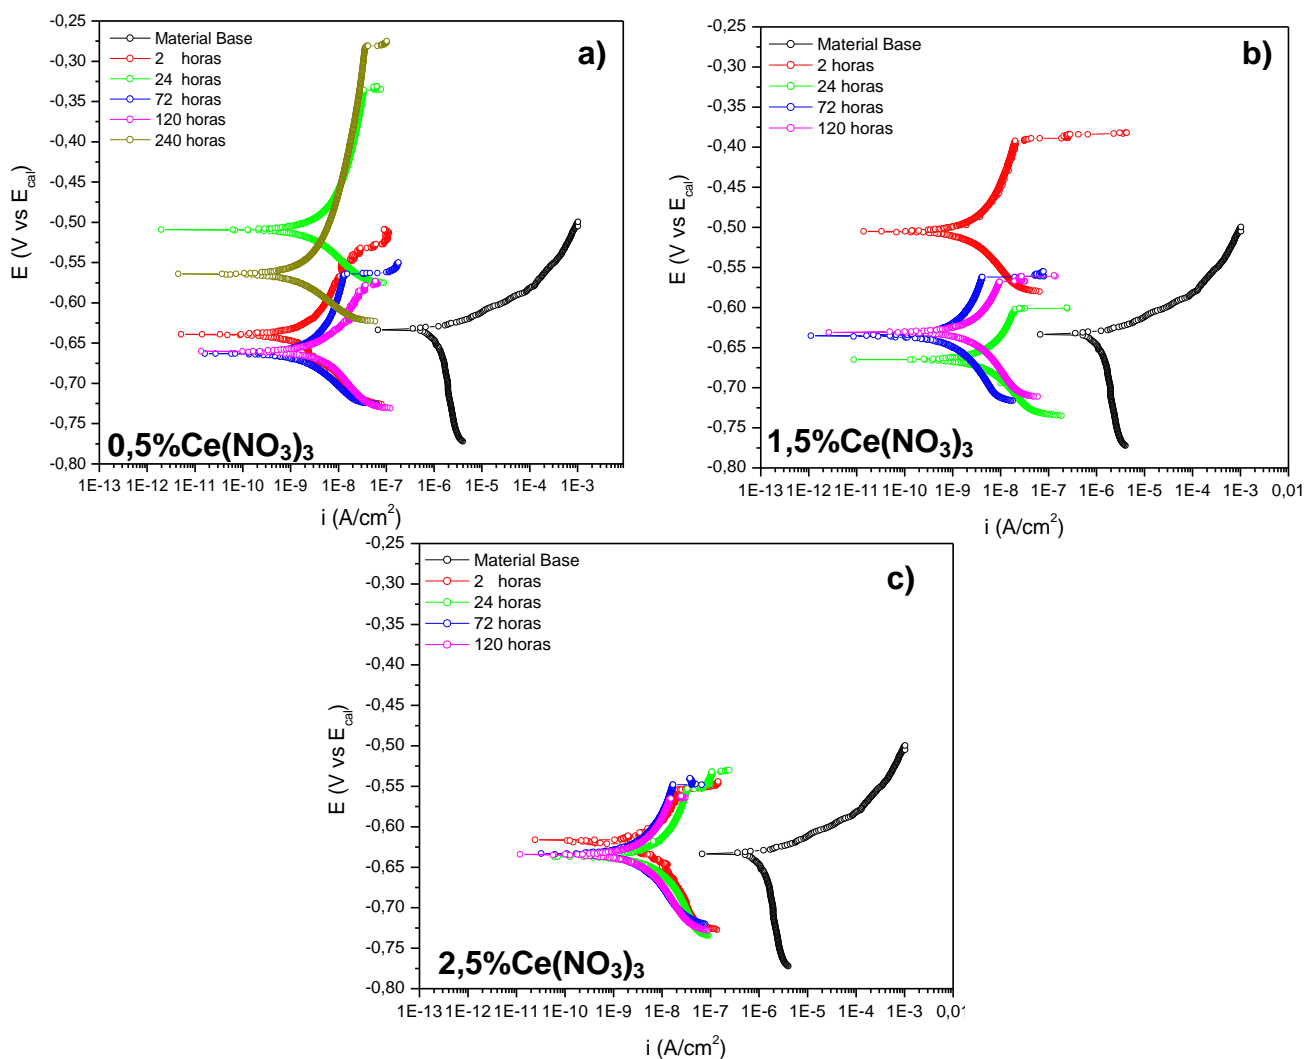 a)
Material Base
2 horas
24 horas
72 horas
120 horas
240 horas
-0,25
-0,30
-0,35
-0,40
-0,45
-0,50
-0,55
-0,60
-0,65
-0,70
-0,75
-0,80
E (V vs E_cal)
0,5%Ce(NO₃)₃
1E-13 1E-12 1E-11 1E-10 1E-9 1E-8 1E-7 1E-6 1E-5 1E-4 1E-3
i (A/cm²)
b)
Material Base
2 horas
24 horas
72 horas
120 horas
-0,25
-0,30
-0,35
-0,40
-0,45
-0,50
-0,55
-0,60
-0,65
-0,70
-0,75
-0,80
E (V vs E_cal)
1,5%Ce(NO₃)₃
1E-13 1E-12 1E-11 1E-10 1E-9 1E-8 1E-7 1E-6 1E-5 1E-4 1E-3 0,01
i (A/cm²)
c)
Material Base
2 horas
24 horas
72 horas
120 horas
-0,25
-0,30
-0,35
-0,40
-0,45
-0,50
-0,55
-0,60
-0,65
-0,70
-0,75
-0,80
E (V vs E_cal)
2,5%Ce(NO₃)₃
1E-13 1E-12 1E-11 1E-10 1E-9 1E-8 1E-7 1E-6 1E-5 1E-4 1E-3 0,01
i (A/cm²)